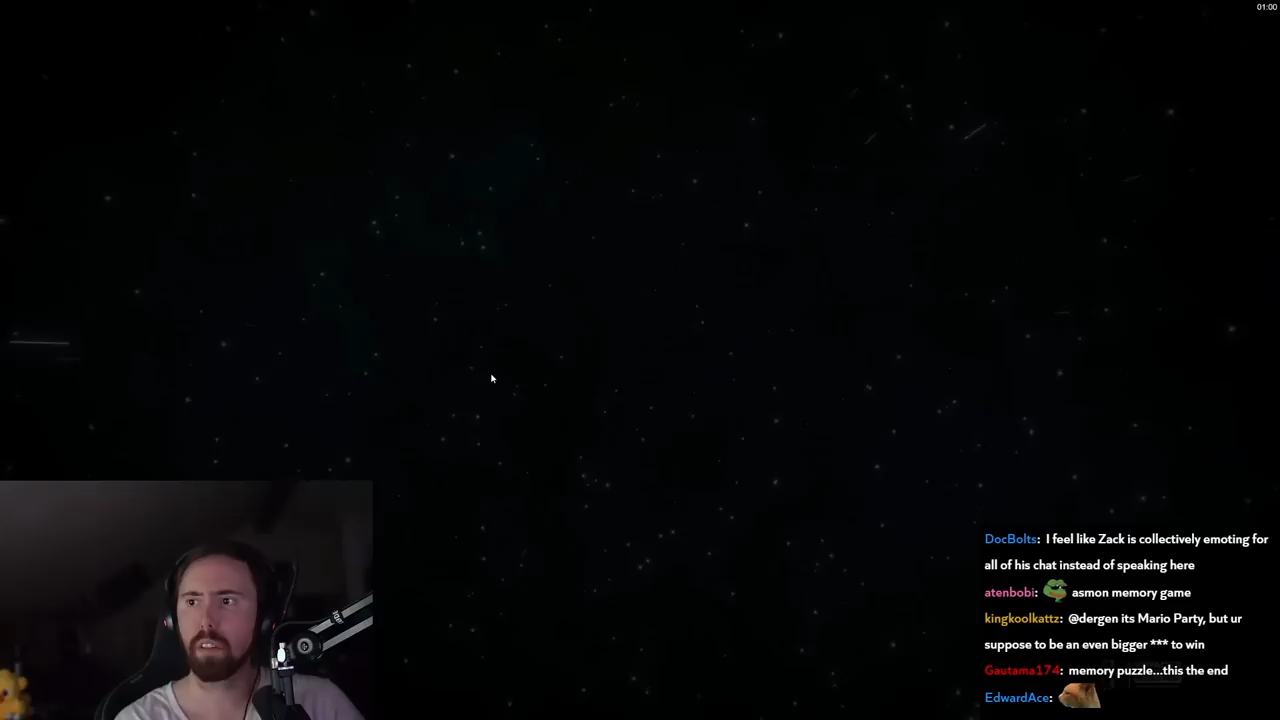 01:00
DocBolts: I feel like Zack is collectively emoting for
all of his chat instead of speaking here
atenbobi: asmon memory game
kingkoolkattz: @dergen its Mario Party, but ur
suppose to be an even bigger *** to win
Gautama174: memory puzzle...this the end
EdwardAce: